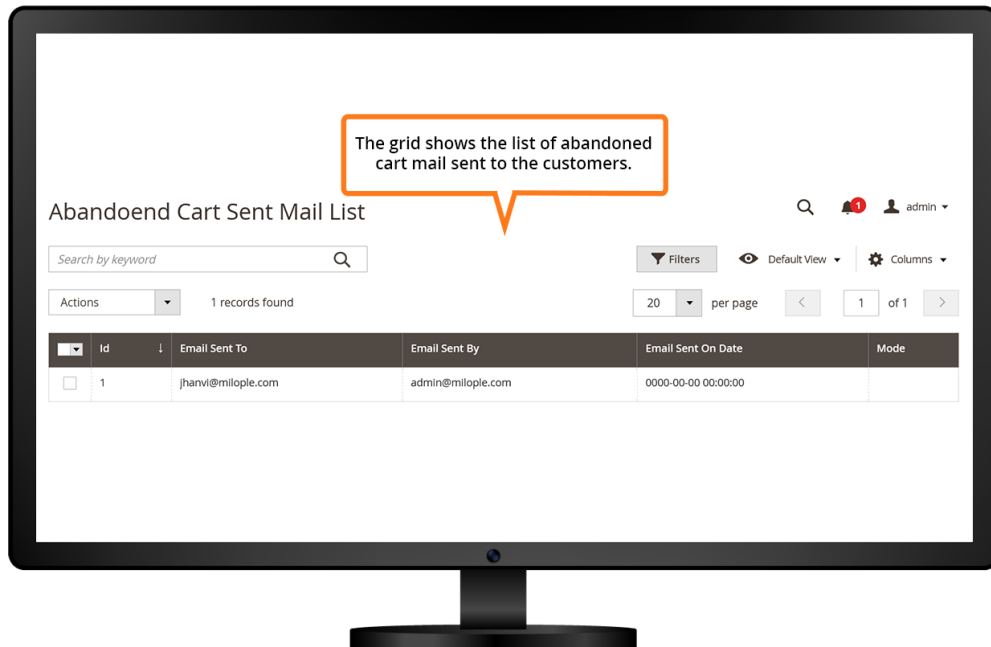 The grid shows the list of abandoned
cart mail sent to the customers.
Abandoend Cart Sent Mail List
1
admin
Search by keyword
Filters
Default View
Columns
Actions
1 records found
20
per page
1
of 1
Id
Email Sent To
Email Sent By
Email Sent On Date
Mode
1
jhanvi@milople.com
admin@milople.com
0000-00-00 00:00:00